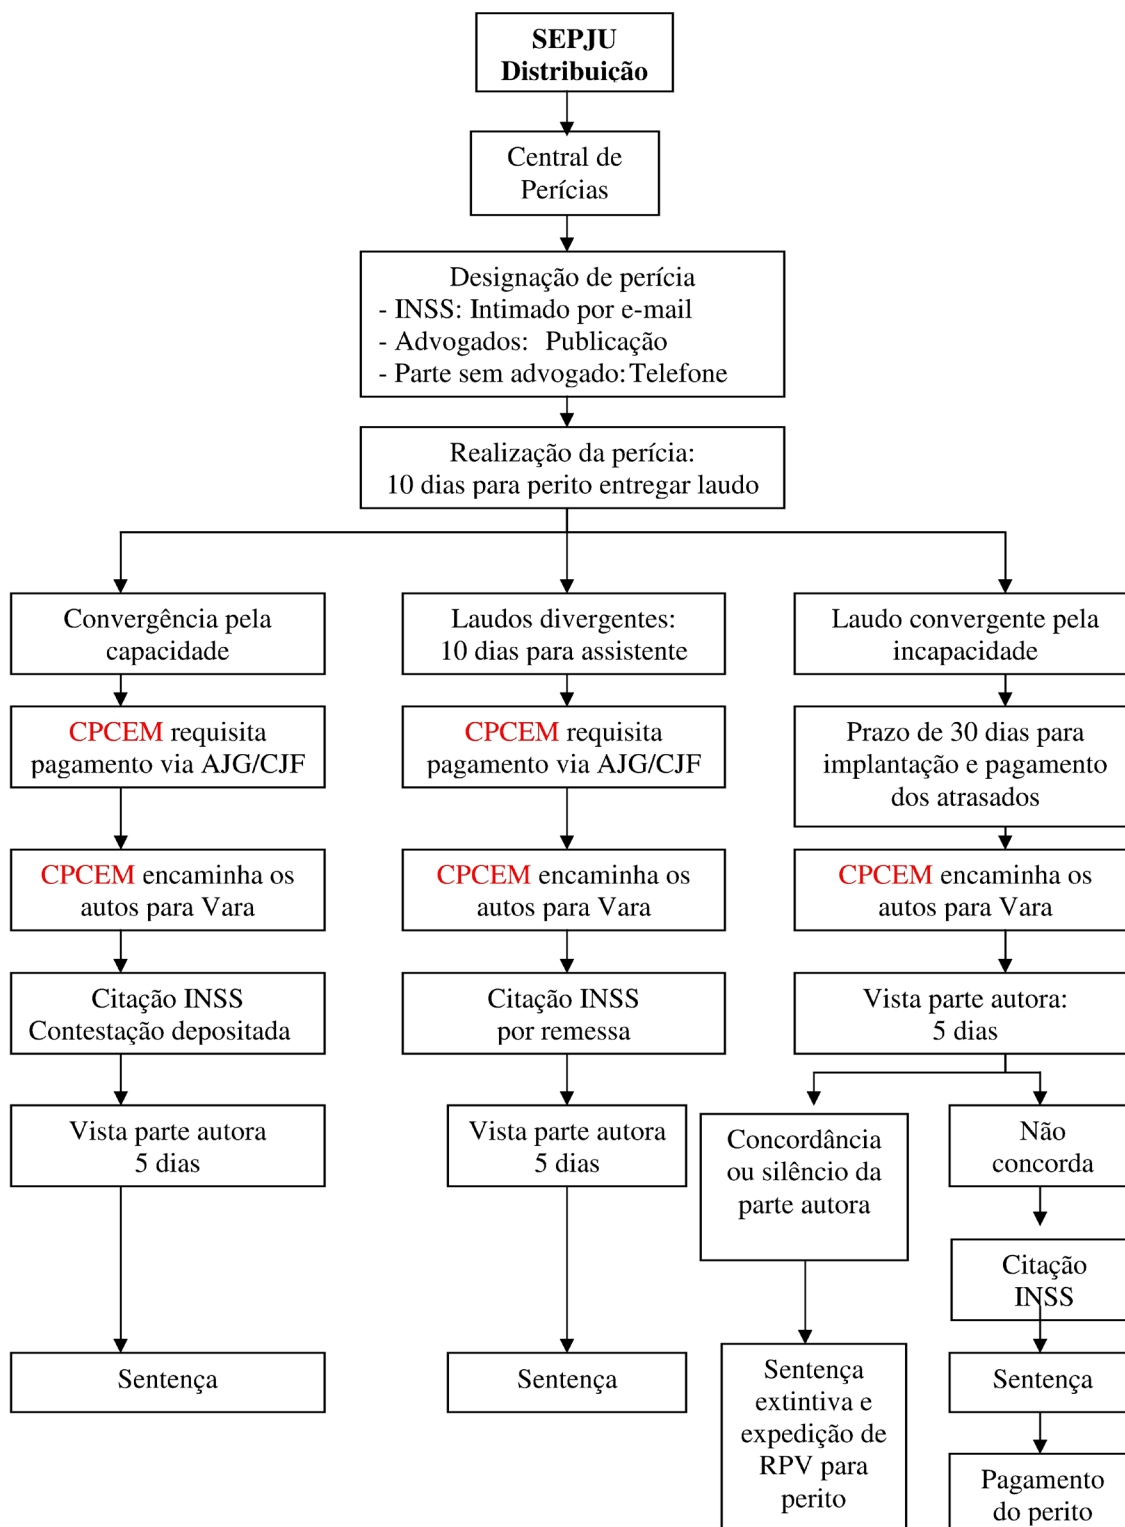 SEPJU
Distribuição
Central de
Perícias
Designação de perícia
- INSS: Intimado por e-mail
- Advogados: Publicação
- Parte sem advogado: Telefone
Realização da perícia:
10 dias para perito entregar laudo
Convergência pela
capacidade
CPCEM requisita
pagamento via AJG/CJF
CPCEM encaminha os
autos para Vara
Citação INSS
Contestação depositada
Vista parte autora
5 dias
Sentença
Laudos divergentes:
10 dias para assistente
CPCEM requisita
pagamento via AJG/CJF
CPCEM encaminha os
autos para Vara
Citação INSS
por remessa
Vista parte autora
5 dias
Sentença
Laudo convergente pela
incapacidade
Prazo de 30 dias para
implantação e pagamento
dos atrasados
CPCEM encaminha os
autos para Vara
Vista parte autora:
5 dias
Concordância
ou silêncio da
parte autora
Sentença
extintiva e
expedição de
RPV para
perito
Não
concorda
Citação
INSS
Sentença
Pagamento
do perito